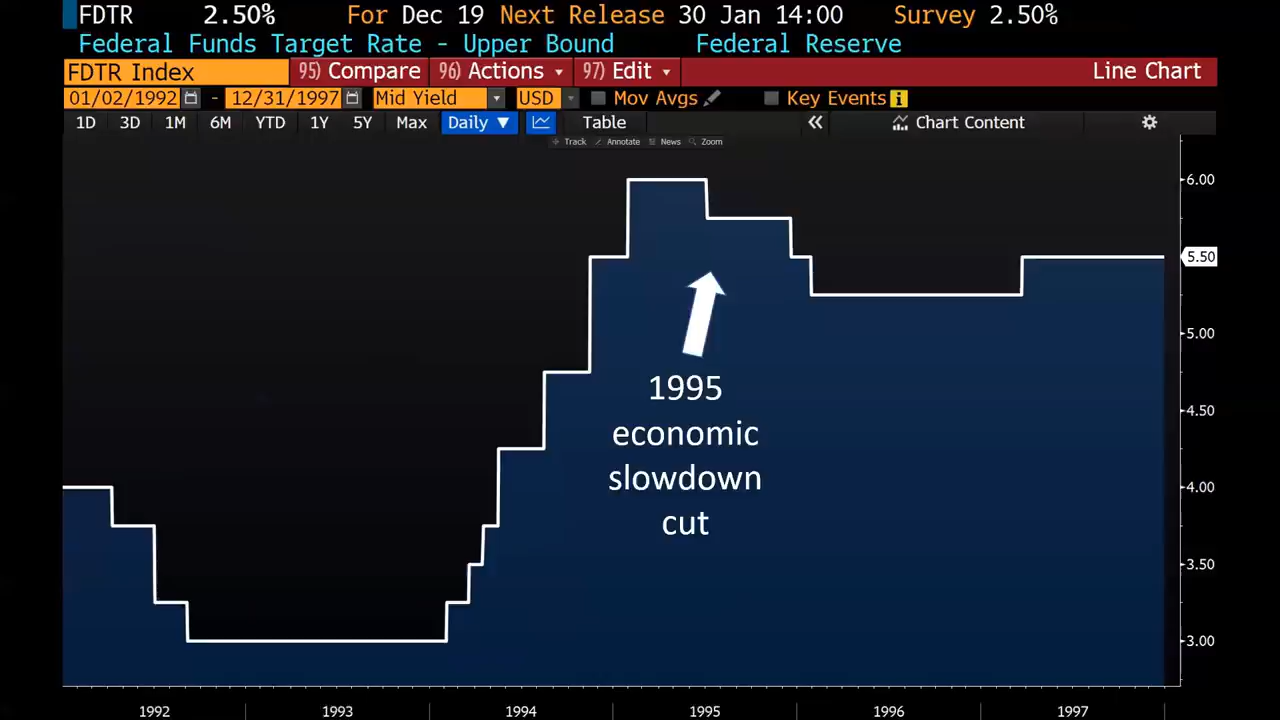 FDTR 2.50% For Dec 19 Next Release 30 Jan 14:00 Survey 2.50%
Federal Funds Target Rate - Upper Bound Federal Reserve
FDTR Index 95) Compare 96) Actions 97) Edit Line Chart
01/02/1992 - 12/31/1997 Mid Yield USD Mov Avgs Key Events
1D 3D 1M 6M YTD 1Y 5Y Max Daily ▼ Table « Chart Content
Track Annotate News Zoom
6.00
5.50
5.00
4.50
4.00
3.50
3.00
1995
economic
slowdown
cut
1992 1993 1994 1995 1996 1997